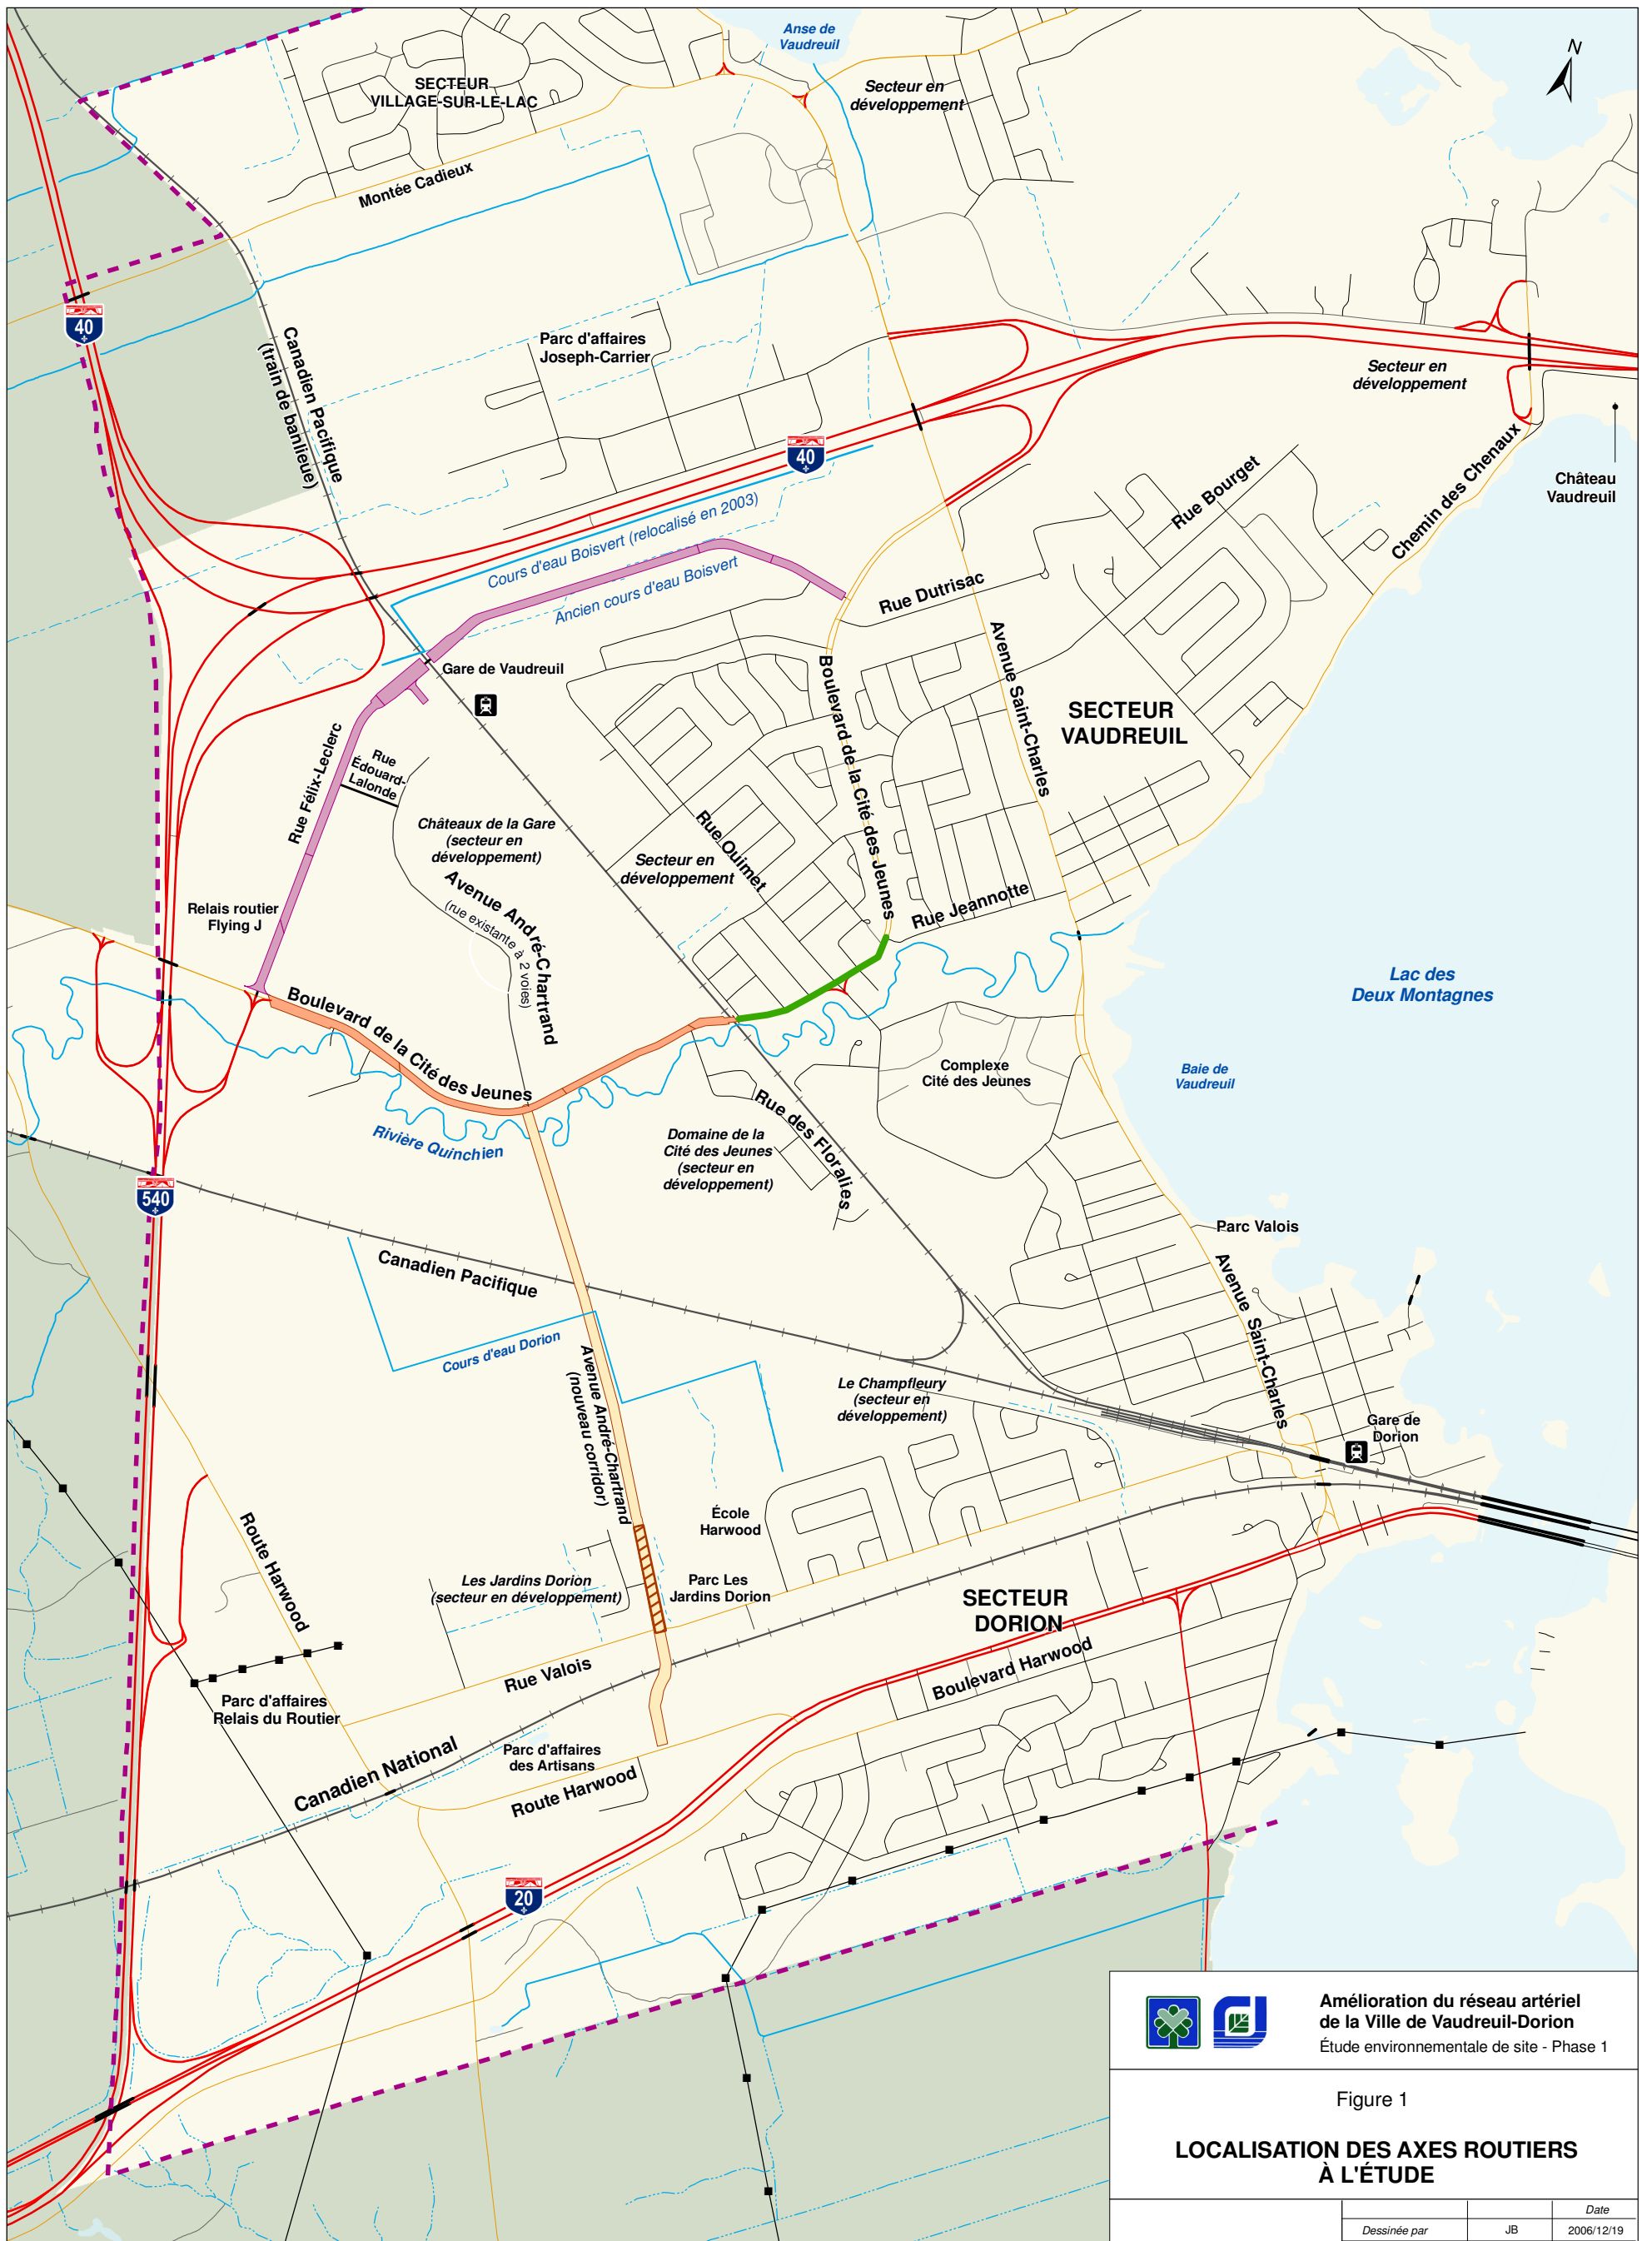 Anse de
Vaudreuil
N
SECTEUR
VILLAGE-SUR-LE-LAC
Secteur en
développement
Montée Cadieux
40
Canadien Pacifique
(train de banlieue)
Parc d'affaires
Joseph-Carrier
Secteur en
développement
40
Chemin des Chenaux
Château
Vaudreuil
Rue Bourget
Cours d'eau Boisvert (relocalisé en 2003)
Ancien cours d'eau Boisvert
Rue Dutrisac
Gare de Vaudreuil
Avenue Saint-Charles
Boulevard de la Cité des Jeunes
SECTEUR
VAUDREUIL
Rue Félix-Leclerc
Rue
Édouard-
Lalonde
Châteaux de la Gare
(secteur en
développement)
Rue Ouimet
Secteur en
développement
Avenue André-Chartrand
(rue existante à 2 voies)
Rue Jeannotte
Relais routier
Flying J
Lac des
Deux Montagnes
Boulevard de la Cité des Jeunes
Complexe
Cité des Jeunes
Baie de
Vaudreuil
Rivière Quinchien
Rue des Floralies
Domaine de la
Cité des Jeunes
(secteur en
développement)
540
Parc Valois
Canadien Pacifique
Avenue Saint-Charles
Cours d'eau Dorion
Avenue André-Chartrand
(nouveau corridor)
Le Champfleury
(secteur en
développement)
Gare de
Dorion
École
Harwood
Route Harwood
Les Jardins Dorion
(secteur en développement)
Parc Les
Jardins Dorion
SECTEUR
DORION
Boulevard Harwood
Rue Valois
Parc d'affaires
Relais du Routier
Canadien National
Parc d'affaires
des Artisans
Route Harwood
20
Amélioration du réseau artériel
de la Ville de Vaudreuil-Dorion
Étude environnementale de site - Phase 1
Figure 1
LOCALISATION DES AXES ROUTIERS
À L'ÉTUDE
Date
Dessinée par JB 2006/12/19